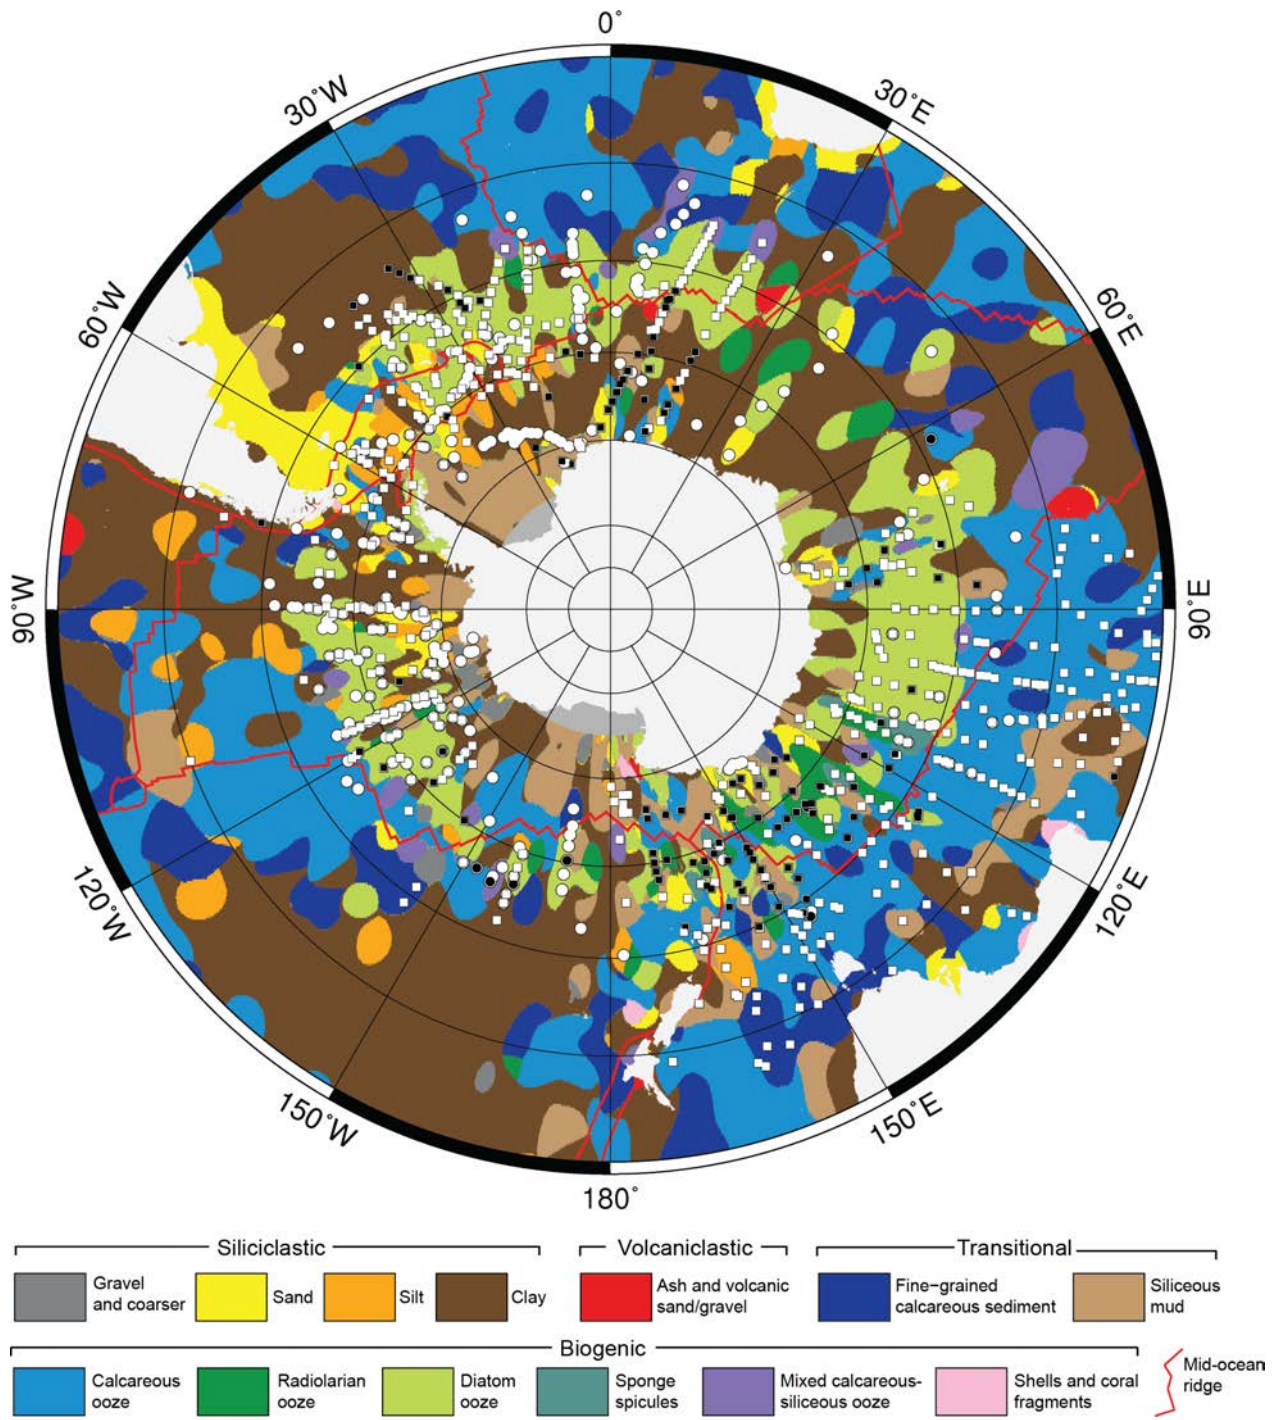 0°
30°W
30°E
60°W
60°E
90°W
90°E
120°W
120°E
150°W
150°E
180°
Siliciclastic
Volcaniclastic
Transitional
Gravel
and coarser
Sand
Silt
Clay
Ash and volcanic
sand/gravel
Fine-grained
calcareous sediment
Siliceous
mud
Biogenic
Calcareous
ooze
Radiolarian
ooze
Diatom
ooze
Sponge
spicules
Mixed calcareous-
siliceous ooze
Shells and coral
fragments
Mid-ocean
ridge